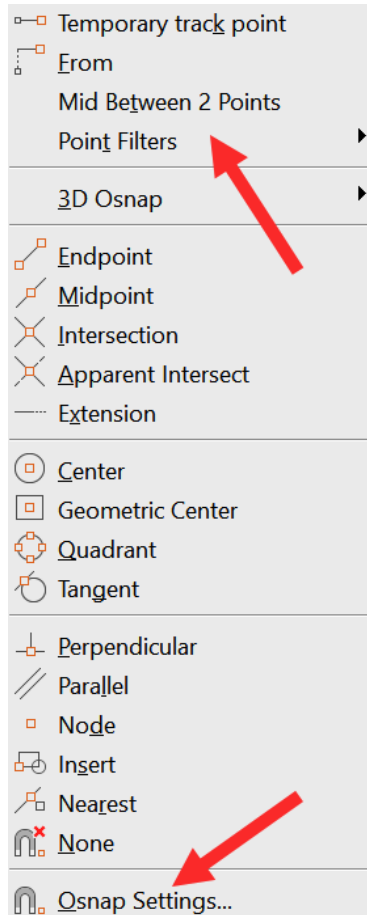 Temporary track point
From
Mid Between 2 Points
Point Filters
3D Osnap
Endpoint
Midpoint
Intersection
Apparent Intersect
Extension
Center
Geometric Center
Quadrant
Tangent
Perpendicular
Parallel
Node
Insert
Nearest
None
Osnap Settings...